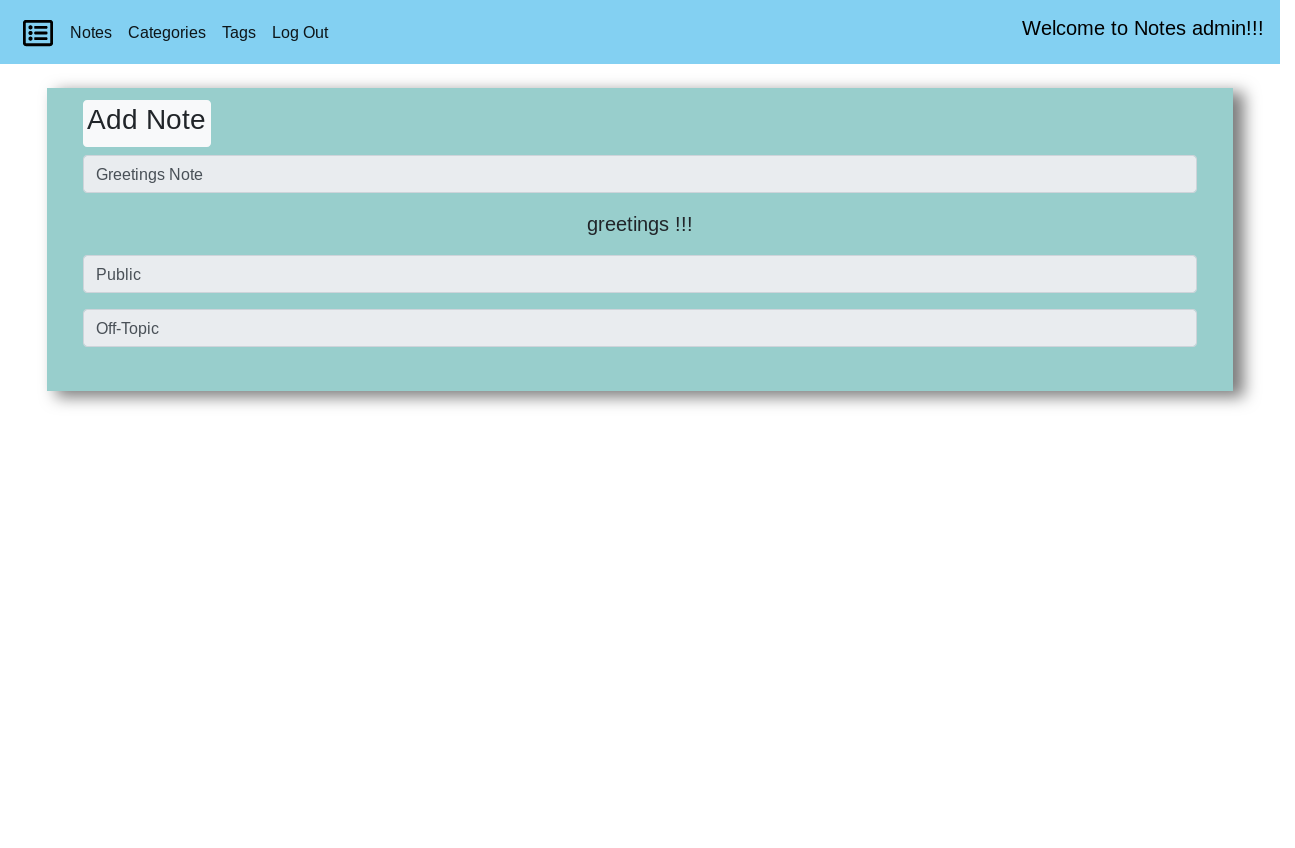 Notes Categories Tags Log Out Welcome to Notes admin!!!
Add Note
Greetings Note
greetings !!!
Public
Off-Topic